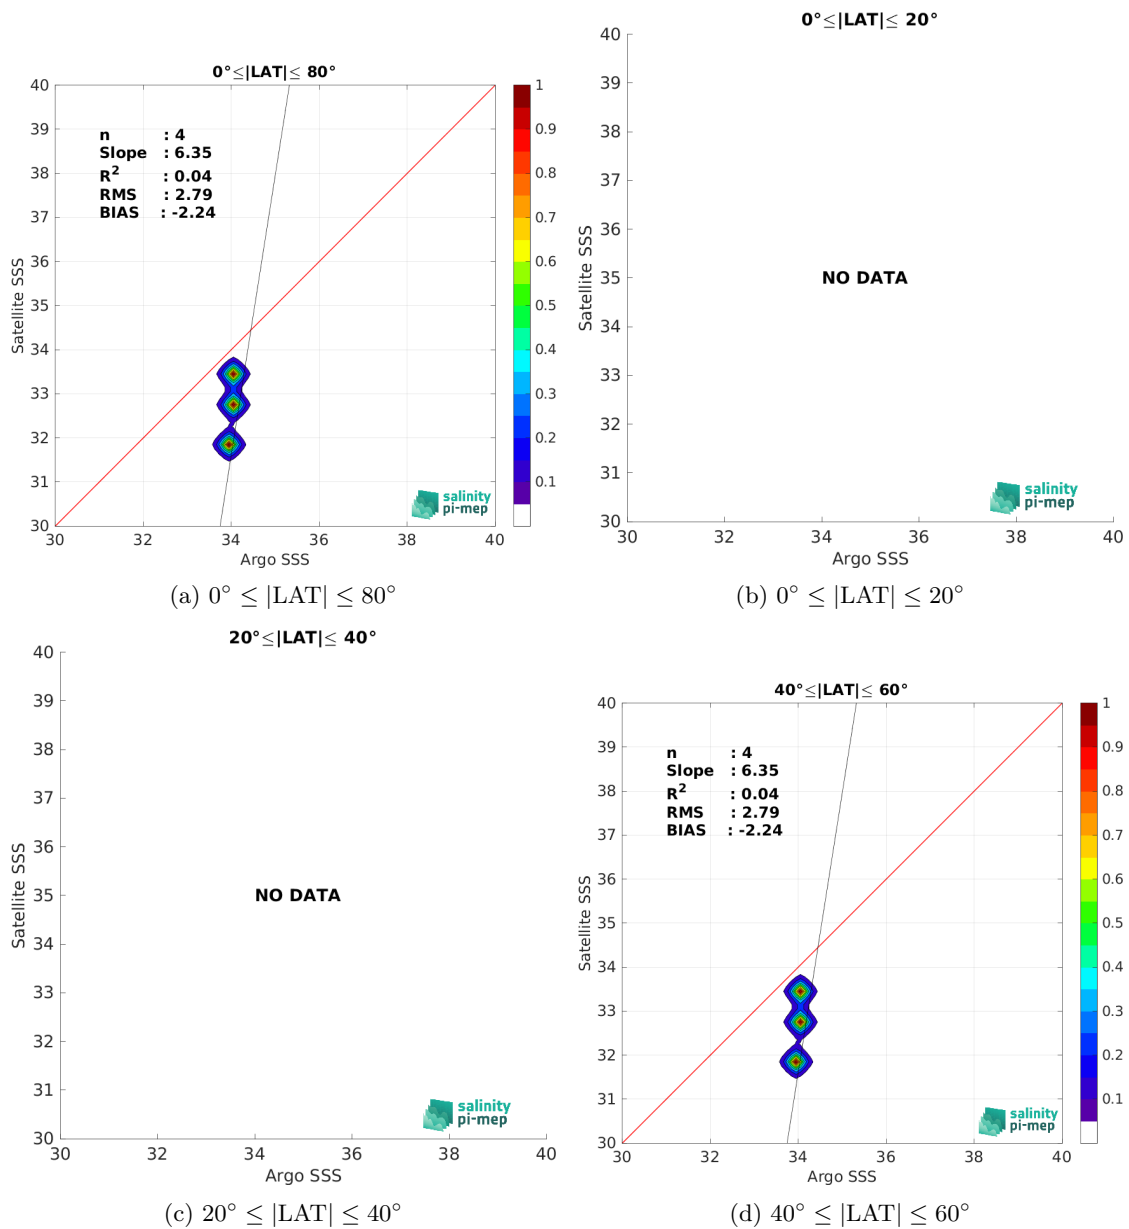 0°≤|LAT|≤ 80°
40
39
38
37
36
35
34
33
32
31
30
Satellite SSS
n : 4
Slope : 6.35
R² : 0.04
RMS : 2.79
BIAS : -2.24
1
0.9
0.8
0.7
0.6
0.5
0.4
0.3
0.2
0.1
salinity
pi-mep
30 32 34 36 38 40
Argo SSS
(a) 0° ≤ |LAT| ≤ 80°
0°≤|LAT|≤ 20°
40
39
38
37
36
35
34
33
32
31
30
Satellite SSS
NO DATA
salinity
pi-mep
30 32 34 36 38 40
Argo SSS
(b) 0° ≤ |LAT| ≤ 20°
20°≤|LAT|≤ 40°
40
39
38
37
36
35
34
33
32
31
30
Satellite SSS
NO DATA
salinity
pi-mep
30 32 34 36 38 40
Argo SSS
(c) 20° ≤ |LAT| ≤ 40°
40°≤|LAT|≤ 60°
40
39
38
37
36
35
34
33
32
31
30
Satellite SSS
n : 4
Slope : 6.35
R² : 0.04
RMS : 2.79
BIAS : -2.24
1
0.9
0.8
0.7
0.6
0.5
0.4
0.3
0.2
0.1
salinity
pi-mep
30 32 34 36 38 40
Argo SSS
(d) 40° ≤ |LAT| ≤ 60°